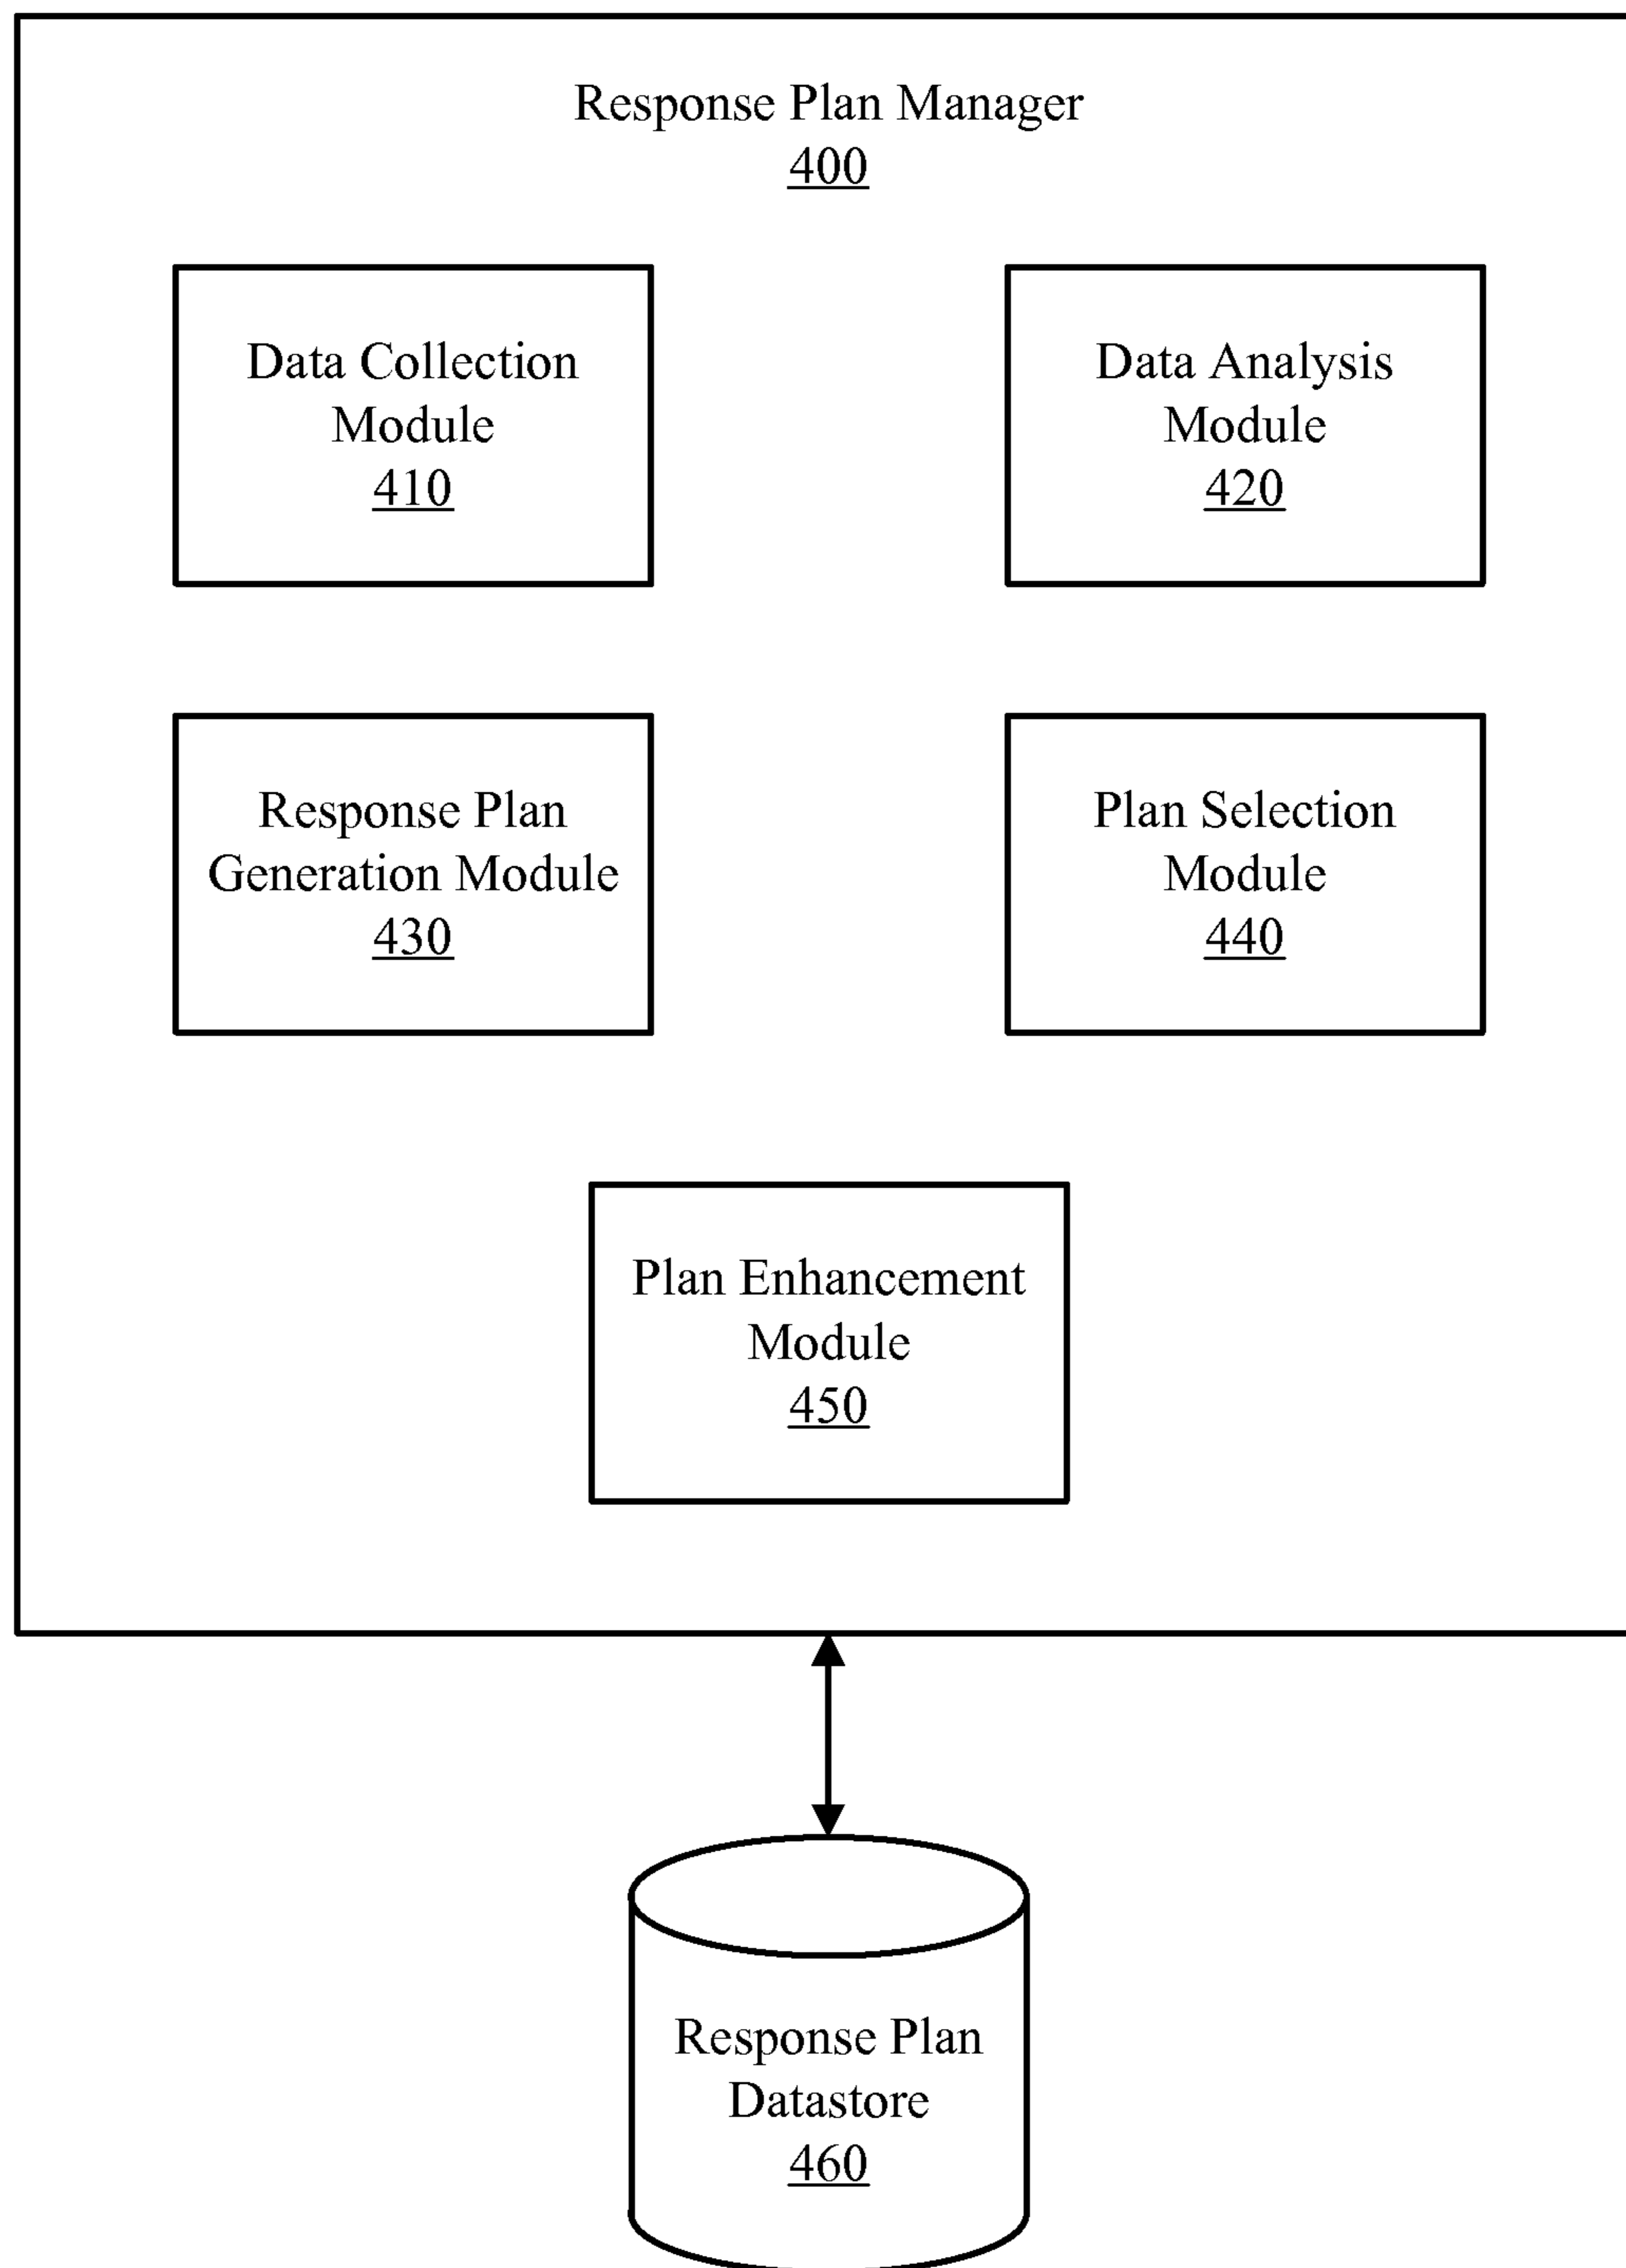 Response Plan Manager
400
Data Collection
Module
410
Data Analysis
Module
420
Response Plan
Generation Module
430
Plan Selection
Module
440
Plan Enhancement
Module
450
Response Plan
Datastore
460